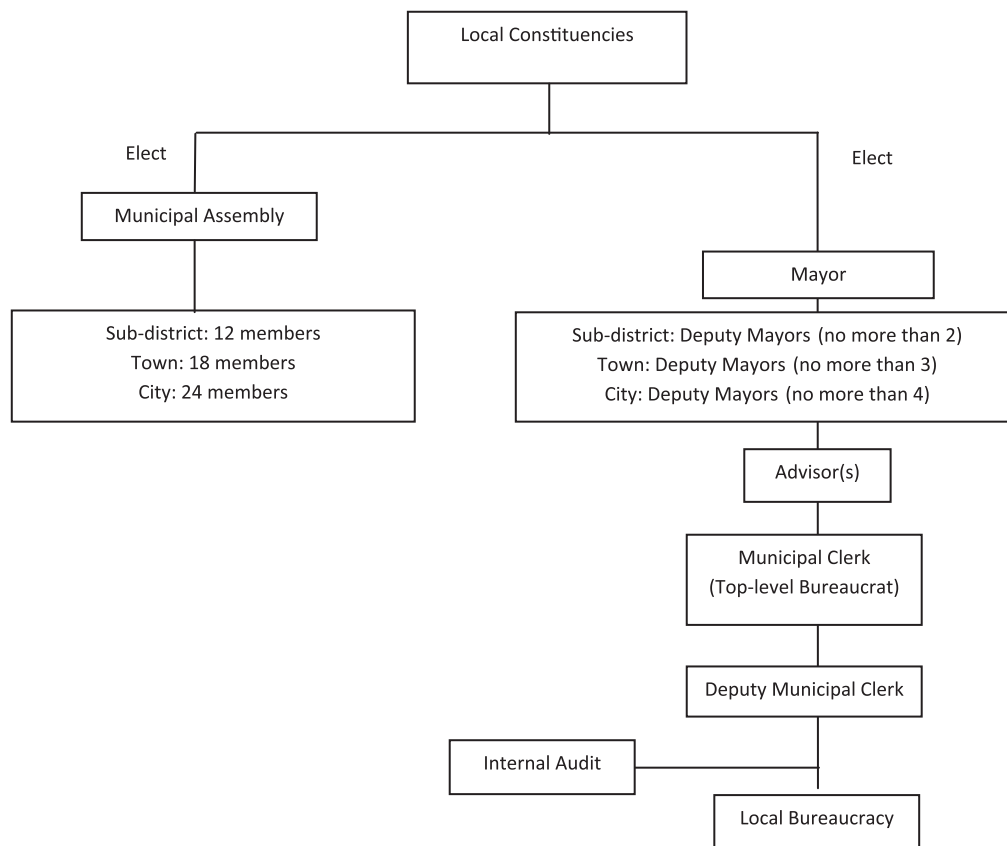 Local Constituencies
Elect
Elect
Municipal Assembly
Mayor
Sub-district: 12 members
Town: 18 members
City: 24 members
Sub-district: Deputy Mayors (no more than 2)
Town: Deputy Mayors (no more than 3)
City: Deputy Mayors (no more than 4)
Advisor(s)
Municipal Clerk
(Top-level Bureaucrat)
Deputy Municipal Clerk
Internal Audit
Local Bureaucracy